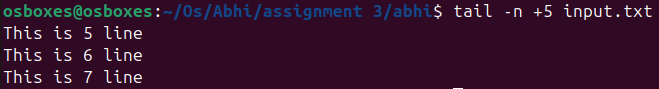 osboxes@osboxes:~/Os/Abhi/assignment 3/abhi$ tail -n +5 input.txt
This is 5 line
This is 6 line
This is 7 line